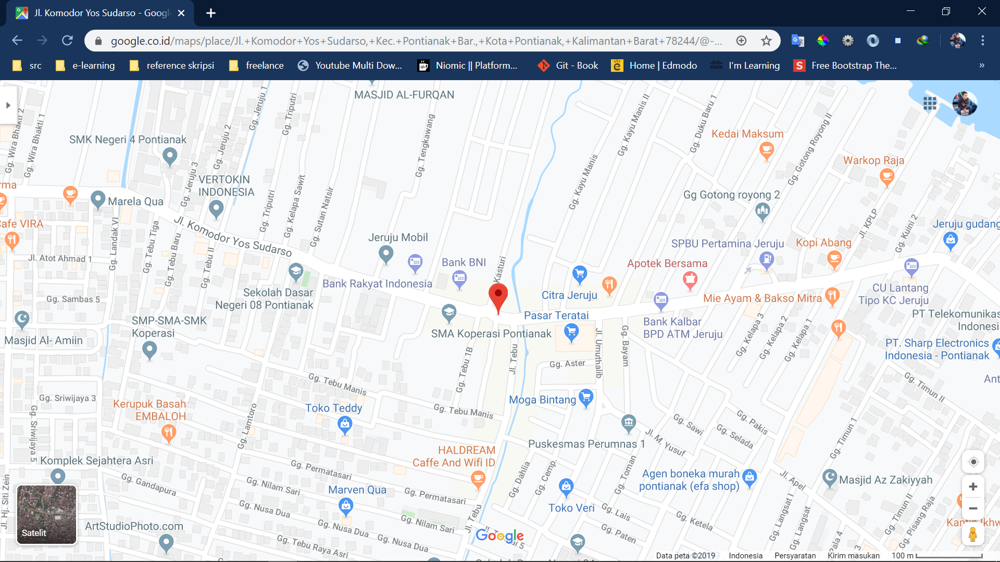 Jl. Komodor Yos Sudarso - Googl
google.co.id/maps/place/Jl.+Komodor+Yos+Sudarso,+Kec.+Pontianak+Bar.,+Kota+Pontianak,+Kalimantan+Barat+78244/@-...
src
e-learning
reference skripsi
freelance
Youtube Multi Dow...
Niomic || Platform...
Git - Book
Home | Edmodo
I'm Learning
Free Bootstrap The...
»
MASJID AL-FURQAN
Gg. Wira Bhakti 2
Gg. Wira Bhakti 1
Gg. Jeruju 1
Gg. Triputri
Gg. Jeruju 2
Gg. Tengkawang
Gg. Kayu Manis II
Gg. Duku Baru 1
Gg. Gotong Royong II
SMK Negeri 4 Pontianak
Kedai Maksum
Warkop Raja
Gg. Jeruju 3
VERTOKIN
INDONESIA
rma
Marela Qua
Gg. Kelapa Sawit
Gg. Sutan Natsir
Gg. Triputri
Gg. Kayu Manis
Gg Gotong royong 2
Cafe VIRA
Jl. Komodor Yos Sudarso
Jl. KPLP
Gg. Kuini 2
Jeruju gudang
Gg. Landak VI
Gg. Tebu Tiga
Gg. Tebu Baru
Gg. Tebu II
Jl. Atot Ahmad 1
Jeruju Mobil
SPBU Pertamina Jeruju
Kopi Abang
Bank BNI
Kasturi
Apotek Bersama
Bank Rakyat Indonesia
Sekolah Dasar
Negeri 08 Pontianak
Citra Jeruju
Mie Ayam & Bakso Mitra
CU Lantang
Tipo KC Jeruju
Gg. Sambas 5
SMP-SMA-SMK
Koperasi
Pasar Teratai
Bank Kalbar
BPD ATM Jeruju
PT Telekomunikas
Indonesi
SMA Koperasi Pontianak
Masjid Al- Amiin
Gg. Kelapa 3
Gg. Kelapa 2
Gg. Kelapa 1
PT. Sharp Electronics
Indonesia - Pontianak
Jl. Tebu
Gg. Tebu 1B
Gg. Aster
Jl. Umuthalib
Gg. Bayam
Ant
Gg. Tebu Manis
Gg. Timun II
Gg. Sriwijaya 3
Moga Bintang
Kerupuk Basah
EMBALOH
Toko Teddy
Gg. Tebu Manis
Gg. Sriwijaya 5
Gg. Lamtoro
Gg. Sawi
Gg. Pakis
Gg. Selada
Gg. Timun 1
Jl. M. Yusuf
Puskesmas Perumnas 1
HALDREAM
Caffe And Wifi ID
Komplek Sejahtera Asri
Gg. Permatasari
Gg. Dahlia
Gg. Cemp.
Gg. Toman
Agen boneka murah
pontianak (efa shop)
Jl. Apel
Masjid Az Zakiyyah
Gg. Gandapura
Gg. Nilam Sari
Marven Qua
Gg. Permatasari
Jl. Hj. Siti Zein
Gg. Nusa Dua
Toko Veri
Gg. Lais
Gg. Ketela
Gg. Langsat I
Gg. Langsat
Gg. Timun II
Gg. Pisang Raja
Kantin Ikhw
ArtStudioPhoto.com
Gg. Nusa Dua
Gg. Nilam Sari
Jl. Tebu
Gg. Paten
Pala 4
Satelit
Gg. Tebu Raya Asri
Gg. Nusa Dua
Google
Data peta ©2019
Indonesia
Persyaratan
Kirim masukan
100 m